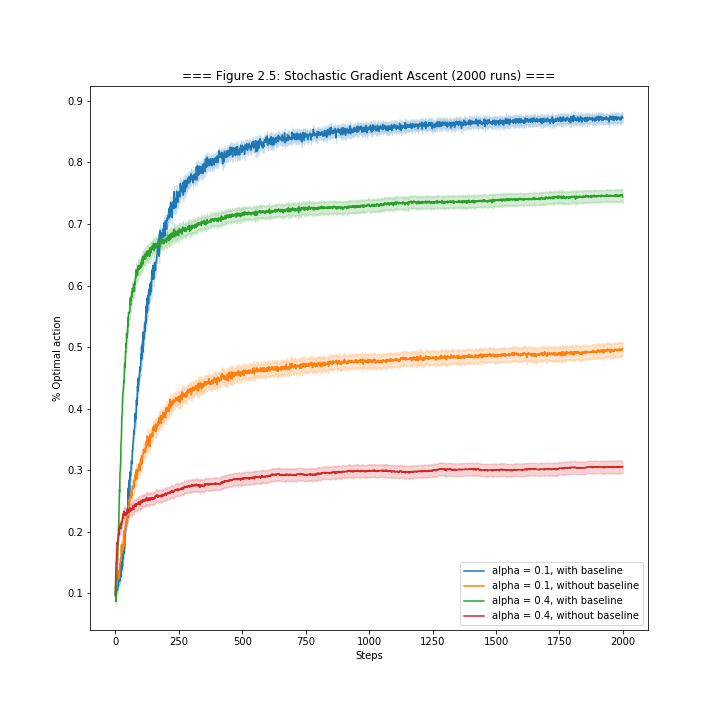 === Figure 2.5: Stochastic Gradient Ascent (2000 runs) ===
0.9
0.8
0.7
0.6
0.5
0.4
0.3
0.2
0.1
% Optimal action
alpha = 0.1, with baseline
alpha = 0.1, without baseline
alpha = 0.4, with baseline
alpha = 0.4, without baseline
0 250 500 750 1000 1250 1500 1750 2000
Steps